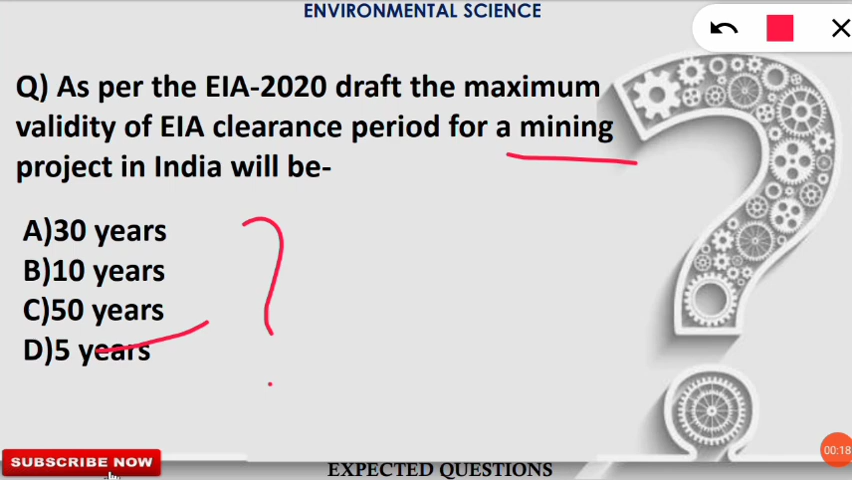 ENVIRONMENTAL SCIENCE
Q) As per the EIA-2020 draft the maximum
validity of EIA clearance period for a mining
project in India will be-
A)30 years
B)10 years
C)50 years
D)5 years
?
00:18
SUBSCRIBE NOW
EXPECTED QUESTIONS